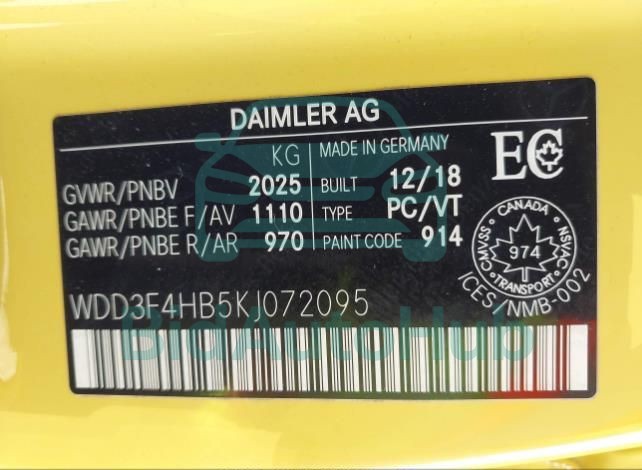 DAIMLER AG
KG
MADE IN GERMANY
EC
GVWR/PNBV 2025
BUILT 12/18
GAWR/PNBE F/AV 1110
TYPE PC/VT
GAWR/PNBE R/AR 970
PAINT CODE 914
CANADA
CMVSS 974 NSVAC
TRANSPORT
ICES/NMB-002
WDD3F4HB5KJ072095
BidAutoHub